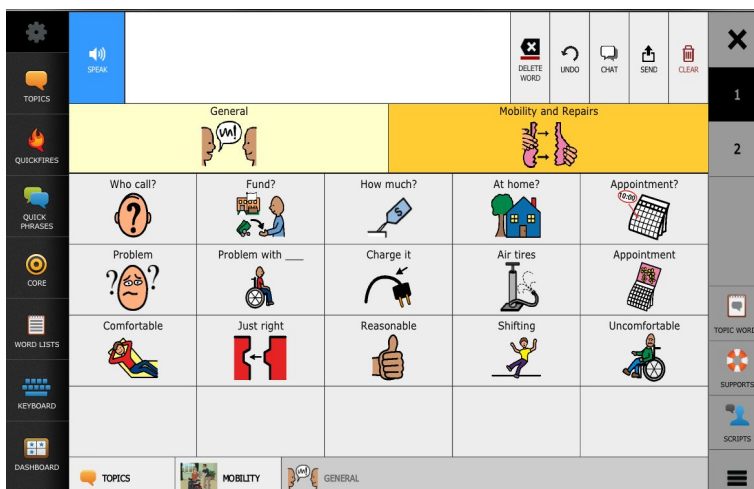 SPEAK
DELETE
WORD
UNDO
CHAT
SEND
CLEAR
TOPICS
QUICKFIRES
QUICK
PHRASES
CORE
WORD LISTS
KEYBOARD
DASHBOARD
General
m!
Mobility and Repairs
Who call?
?
Fund?
How much?
$
At home?
Appointment?
10:00
Problem
? ?
Problem with ___
Charge it
Air tires
Appointment
Comfortable
Just right
Reasonable
Shifting
Uncomfortable
TOPICS
MOBILITY
m!
GENERAL
1
2
TOPIC WORD
SUPPORTS
SCRIPTS